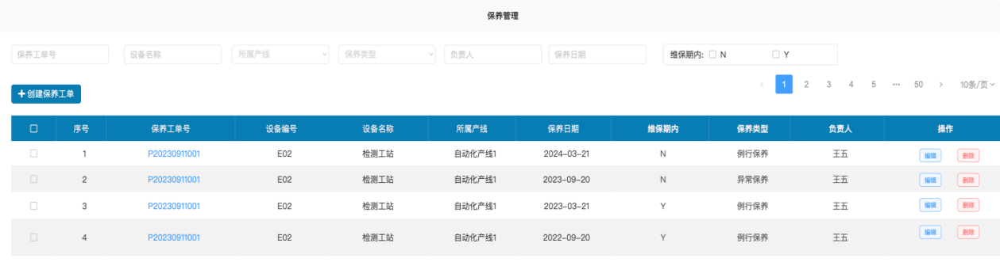 保养管理
保养工单号 设备名称 所属产线 保养类型 负责人 保养日期 维保期内: N Y
1 2 3 4 5 ··· 50 10条/页
+创建保养工单
序号 保养工单号 设备编号 设备名称 所属产线 保养日期 维保期内 保养类型 负责人 操作
1 P20230911001 E02 检测工站 自动化产线1 2024-03-21 N 例行保养 王五 编辑 删除
2 P20230911001 E02 检测工站 自动化产线1 2023-09-20 N 异常保养 王五 编辑 删除
3 P20230911001 E02 检测工站 自动化产线1 2023-03-21 Y 例行保养 王五 编辑 删除
4 P20230911001 E02 检测工站 自动化产线1 2022-09-20 Y 例行保养 王五 编辑 删除